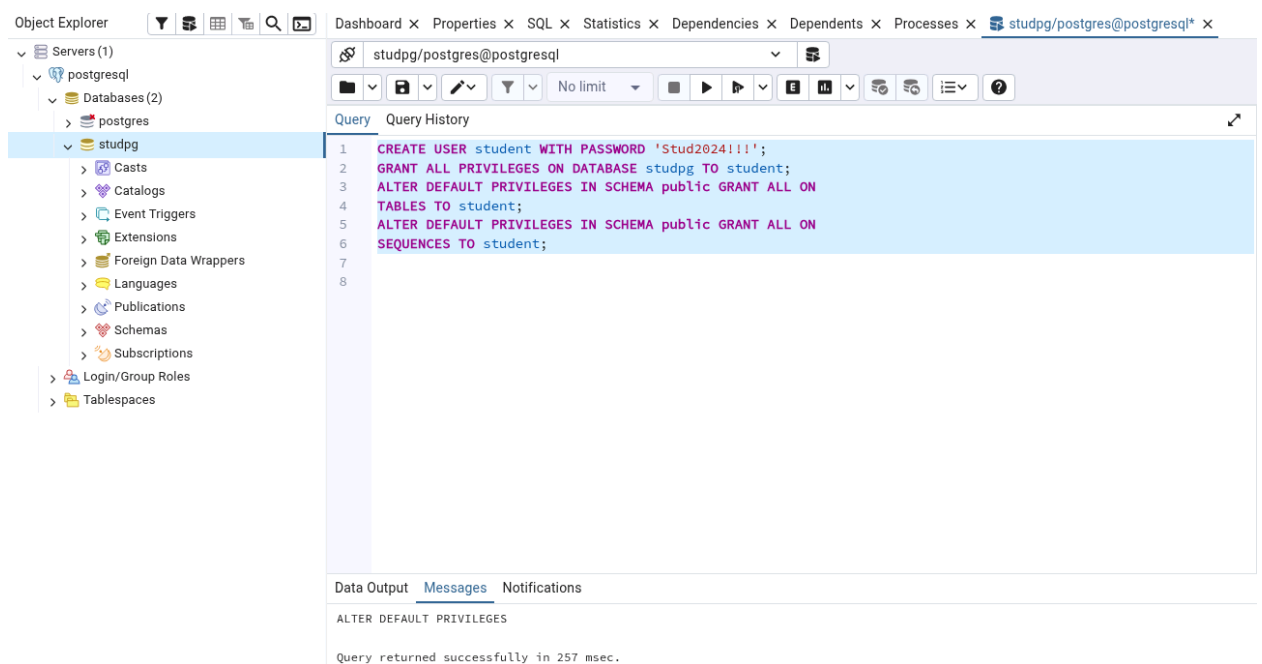 Object Explorer
Servers (1)
postgresql
Databases (2)
postgres
studpg
Casts
Catalogs
Event Triggers
Extensions
Foreign Data Wrappers
Languages
Publications
Schemas
Subscriptions
Login/Group Roles
Tablespaces
Dashboard Properties SQL Statistics Dependencies Dependents Processes studpg/postgres@postgresql*
studpg/postgres@postgresql
No limit E
Query Query History
1 CREATE USER student WITH PASSWORD 'Stud2024!!!';
2 GRANT ALL PRIVILEGES ON DATABASE studpg TO student;
3 ALTER DEFAULT PRIVILEGES IN SCHEMA public GRANT ALL ON
4 TABLES TO student;
5 ALTER DEFAULT PRIVILEGES IN SCHEMA public GRANT ALL ON
6 SEQUENCES TO student;
7
8
Data Output Messages Notifications
ALTER DEFAULT PRIVILEGES
Query returned successfully in 257 msec.